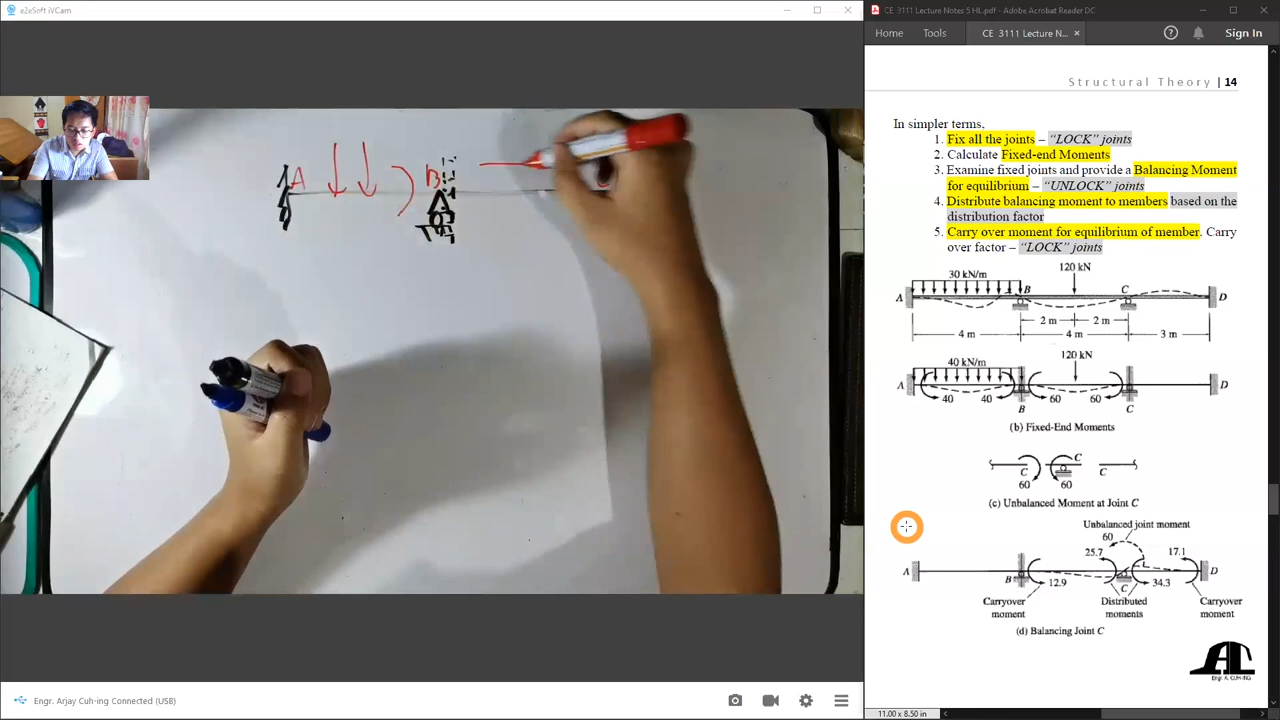 e2eSoft iVCam
A
B
Engr. Arjay Cuh-ing Connected (USB)
CE 3111 Lecture Notes 5 HL.pdf - Adobe Acrobat Reader DC
Home
Tools
CE 3111 Lecture N...
×
Sign In
Structural Theory | 14
In simpler terms,
1. Fix all the joints – “LOCK” joints
2. Calculate Fixed-end Moments
3. Examine fixed joints and provide a Balancing Moment
for equilibrium – “UNLOCK” joints
4. Distribute balancing moment to members based on the
distribution factor
5. Carry over moment for equilibrium of member. Carry
over factor – “LOCK” joints
120 kN
30 kN/m
A
B
C
D
2 m
2 m
4 m
4 m
3 m
40 kN/m
120 kN
A
D
40
40
60
60
B
C
(b) Fixed-End Moments
C
C
C
60
60
(c) Unbalanced Moment at Joint C
Unbalanced joint moment
60
25.7
17.1
A
B
D
12.9
C
34.3
Carryover
moment
Distributed
moments
Carryover
moment
(d) Balancing Joint C
Engr. A. CUH-ING
11.00 x 8.50 in